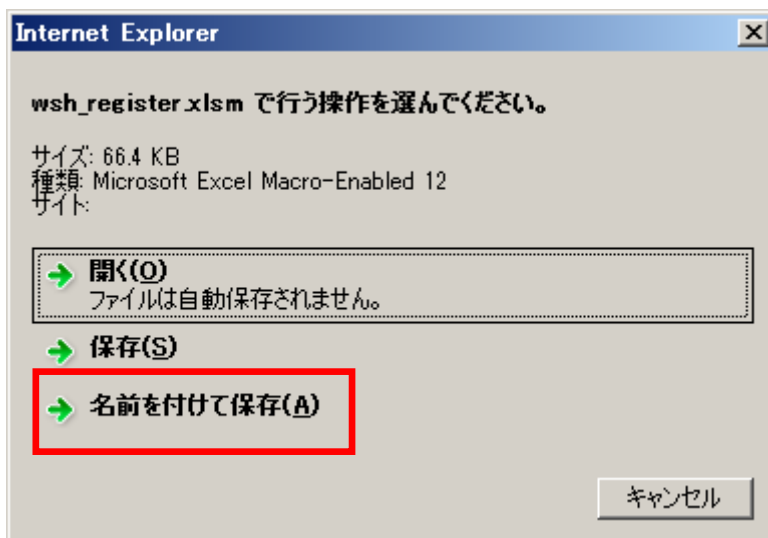 Internet Explorer
wsh_register.xlsm で行う操作を選んでください。
サイズ: 66.4 KB
種類: Microsoft Excel Macro-Enabled 12
サイト:
開く(O)
ファイルは自動保存されません。
保存(S)
名前を付けて保存(A)
キャンセル